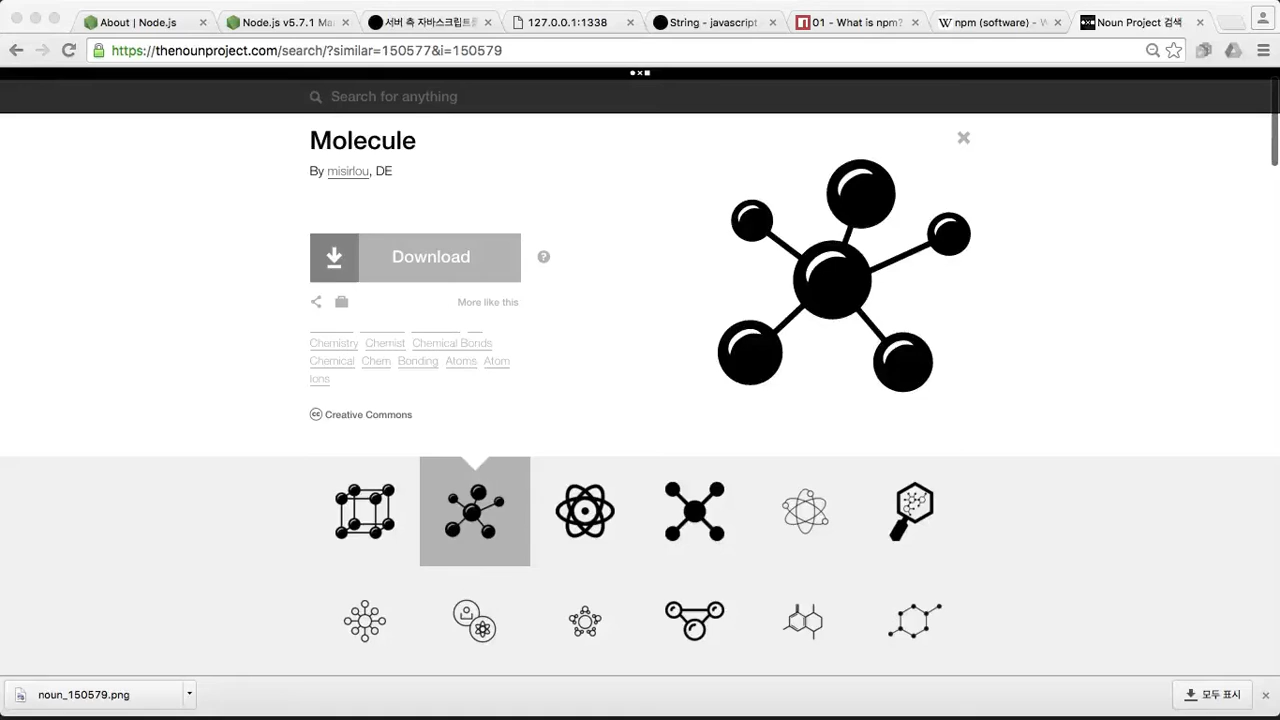 About | Node.js
Node.js v5.7.1 Ma
서버 측 자바스크립트를
127.0.0.1:1338
String - javascript
01 - What is npm?
npm (software) - W
Noun Project 검색
https://thenounproject.com/search/?similar=150577&i=150579
Search for anything
Molecule
By misirlou, DE
Download
?
More like this
Chemistry Chemist Chemical Bonds
Chemical Chem Bonding Atoms Atom
Ions
cc Creative Commons
noun_150579.png
모두 표시